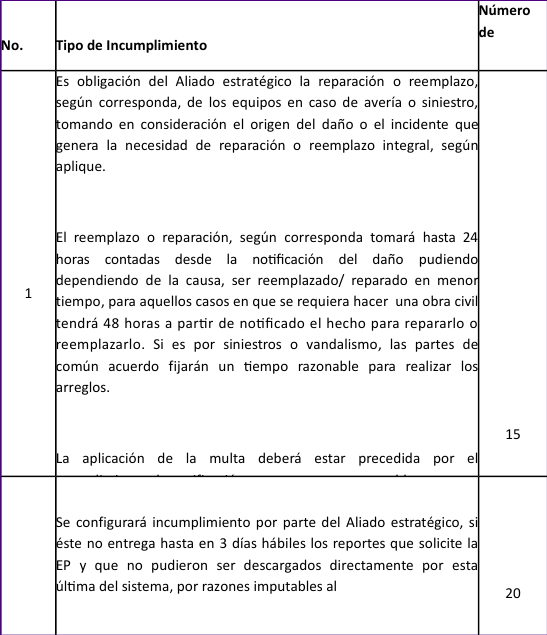 Número
de
No.
Tipo de Incumplimiento
Es obligación del Aliado estratégico la reparación o reemplazo,
según corresponda, de los equipos en caso de avería o siniestro,
tomando en consideración el origen del daño o el incidente que
genera la necesidad de reparación o reemplazo integral, según
aplique.
El reemplazo o reparación, según corresponda tomará hasta 24
horas contadas desde la notificación del daño pudiendo
dependiendo de la causa, ser reemplazado/ reparado en menor
1
tiempo, para aquellos casos en que se requiera hacer una obra civil
tendrá 48 horas a partir de notificado el hecho para repararlo o
reemplazarlo. Si es por siniestros o vandalismo, las partes de
común acuerdo fijarán un tiempo razonable para realizar los
arreglos.
15
La aplicación de la multa deberá estar precedida por el
Se configurará incumplimiento por parte del Aliado estratégico, si
éste no entrega hasta en 3 días hábiles los reportes que solicite la
EP y que no pudieron ser descargados directamente por esta
última del sistema, por razones imputables al
20